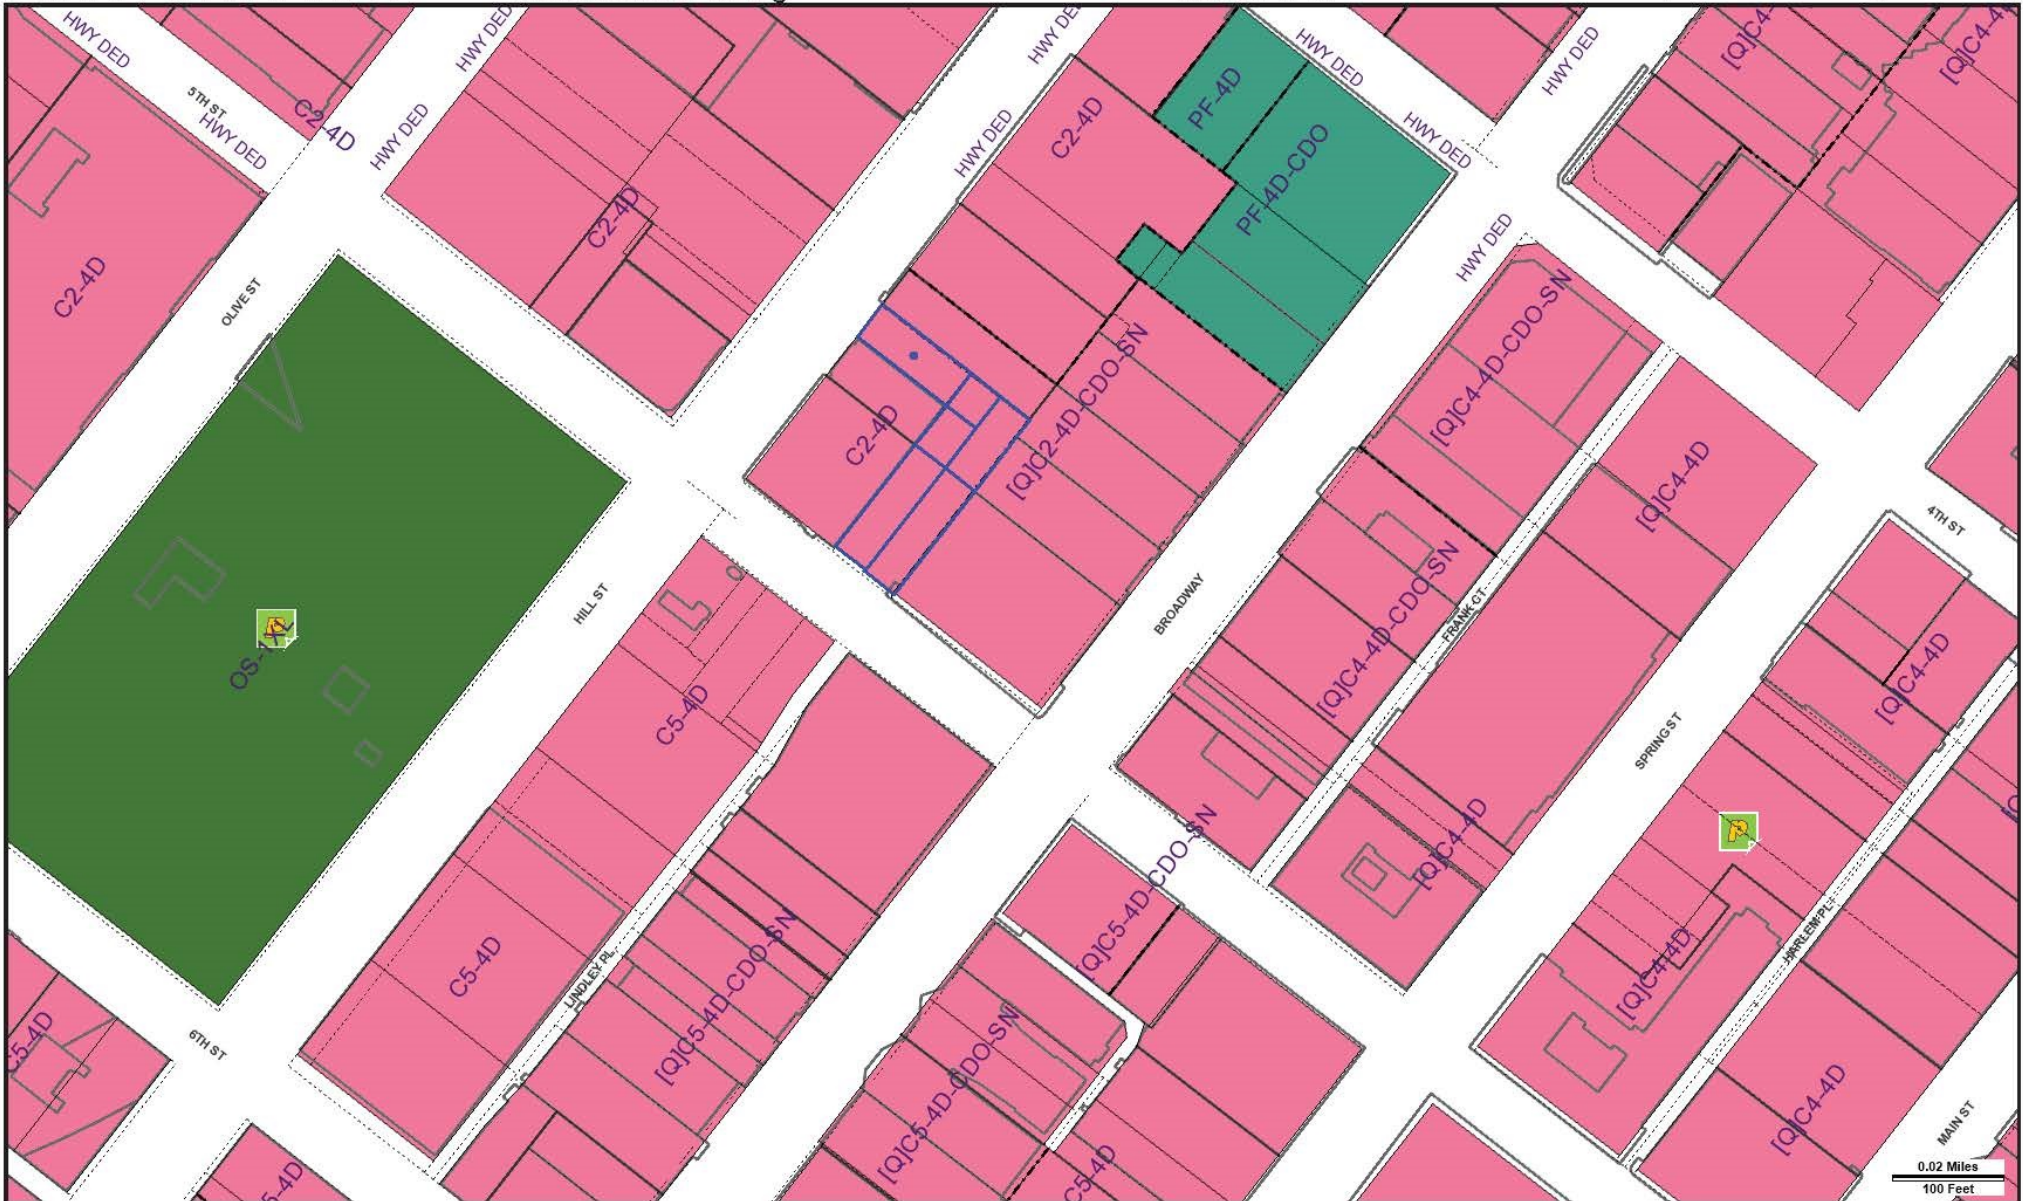 HWY DED
HWY DED
HWY DED
HWY DED
HWY DED
[Q]C4-
[Q]C4-4
5TH ST
HWY DED
C2-4D
HWY DED
HWY DED
C2-4D
PF-4D
HWY DED
PF-4D-CDO
C2-4D
C2-4D
HWY DED
OLIVE ST
[Q]C4-4D-CDO-SN
C2-4D
[Q]C2-4D-CDO-SN
[Q]C4-4D
4TH ST
OS-1XL
HILL ST
BROADWAY
FRANK CT
[Q]C4-4D-CDO-SN
[Q]C4-4D
C5-4D
SPRING ST
[Q]C4-4D
[Q]C5-4D-CDO-SN
C5-4D
LINDLEY PL
[Q]C5-4D-CDO-SN
[Q]C4-4D
HARLEM PL
6TH ST
C5-4D
[Q]C5-4D-CDO-SN
[Q]C4-4D
MAIN ST
5-4D
C5-4D
0.02 Miles
100 Feet